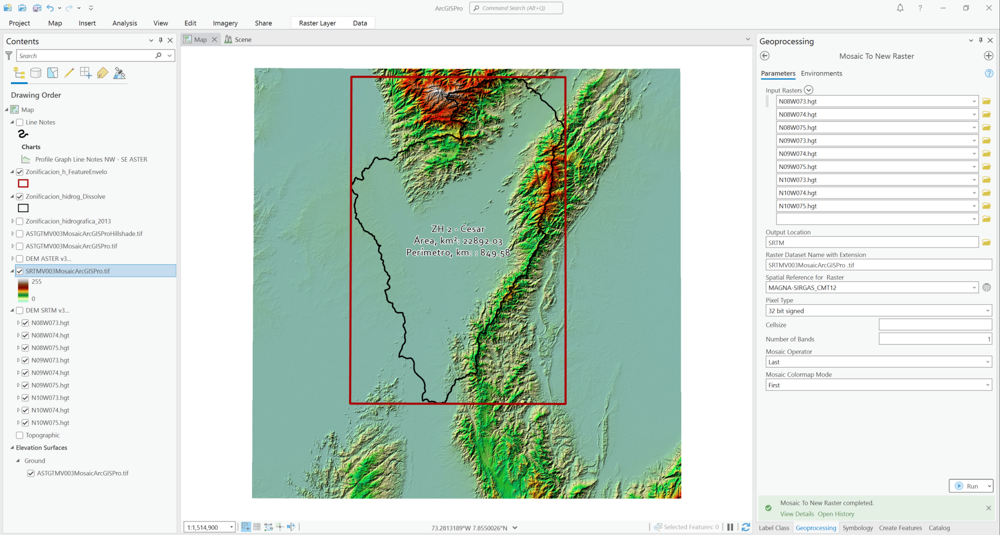 ArcGISPro
Command Search (Alt+Q)
Project
Map
Insert
Analysis
View
Edit
Imagery
Share
Raster Layer
Data
Contents
Search
Drawing Order
Map
Line Notes
Charts
Profile Graph Line Notes NW - SE ASTER
Zonificacion_h_FeatureEnvelo
Zonificacion_hidrog_Dissolve
Zonificacion_hidrografica_2013
ASTGTMV003MosaicArcGISProHillshade.tif
ASTGTMV003MosaicArcGISPro.tif
DEM ASTER v3...
SRTMV003MosaicArcGISPro.tif
255
0
DEM SRTM v3...
N08W073.hgt
N08W074.hgt
N08W075.hgt
N09W073.hgt
N09W074.hgt
N09W075.hgt
N10W073.hgt
N10W074.hgt
N10W075.hgt
Topographic
Elevation Surfaces
Ground
ASTGTMV003MosaicArcGISPro.tif
Map
Scene
ZH 2 - Cesar
Área, km²: 22892.03
Perímetro, km: : 849.58
1:1,514,900
73.2813189°W 7.8550026°N
Selected Features: 0
Geoprocessing
Mosaic To New Raster
Parameters
Environments
Input Rasters
N08W073.hgt
N08W074.hgt
N08W075.hgt
N09W073.hgt
N09W074.hgt
N09W075.hgt
N10W073.hgt
N10W074.hgt
N10W075.hgt
Output Location
SRTM
Raster Dataset Name with Extension
SRTMV003MosaicArcGISPro .tif
Spatial Reference for Raster
MAGNA-SIRGAS_CMT12
Pixel Type
32 bit signed
Cellsize
Number of Bands
1
Mosaic Operator
Last
Mosaic Colormap Mode
First
Run
Mosaic To New Raster completed.
View Details Open History
Label Class
Geoprocessing
Symbology
Create Features
Catalog